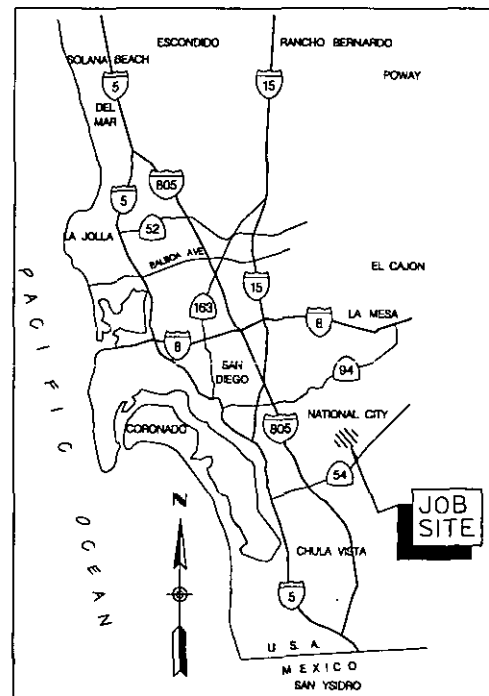 ESCONDIDO
RANCHO BERNARDO
SOLANA BEACH
POWAY
5
15
DEL
MAR
805
5
52
LA JOLLA
BALBOA AVE.
EL CAJON
163
15
LA MESA
8
8
SAN
DIEGO
94
PACIFIC
OCEAN
NATIONAL CITY
CORONADO
805
54
JOB
SITE
N
CHULA VISTA
5
U.S.A.
MEXICO
SAN YSIDRO